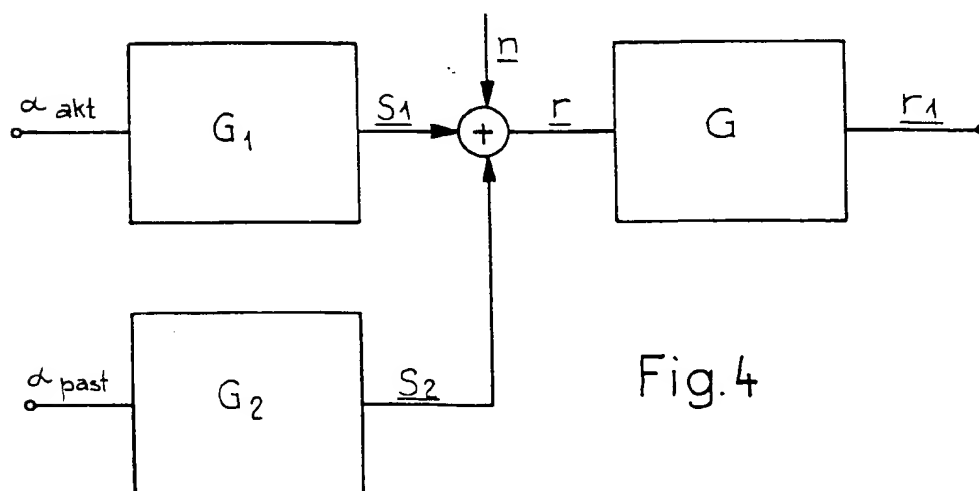 n
α akt
G1
S1
+
r
G
r1
α past
G2
S2
Fig.4